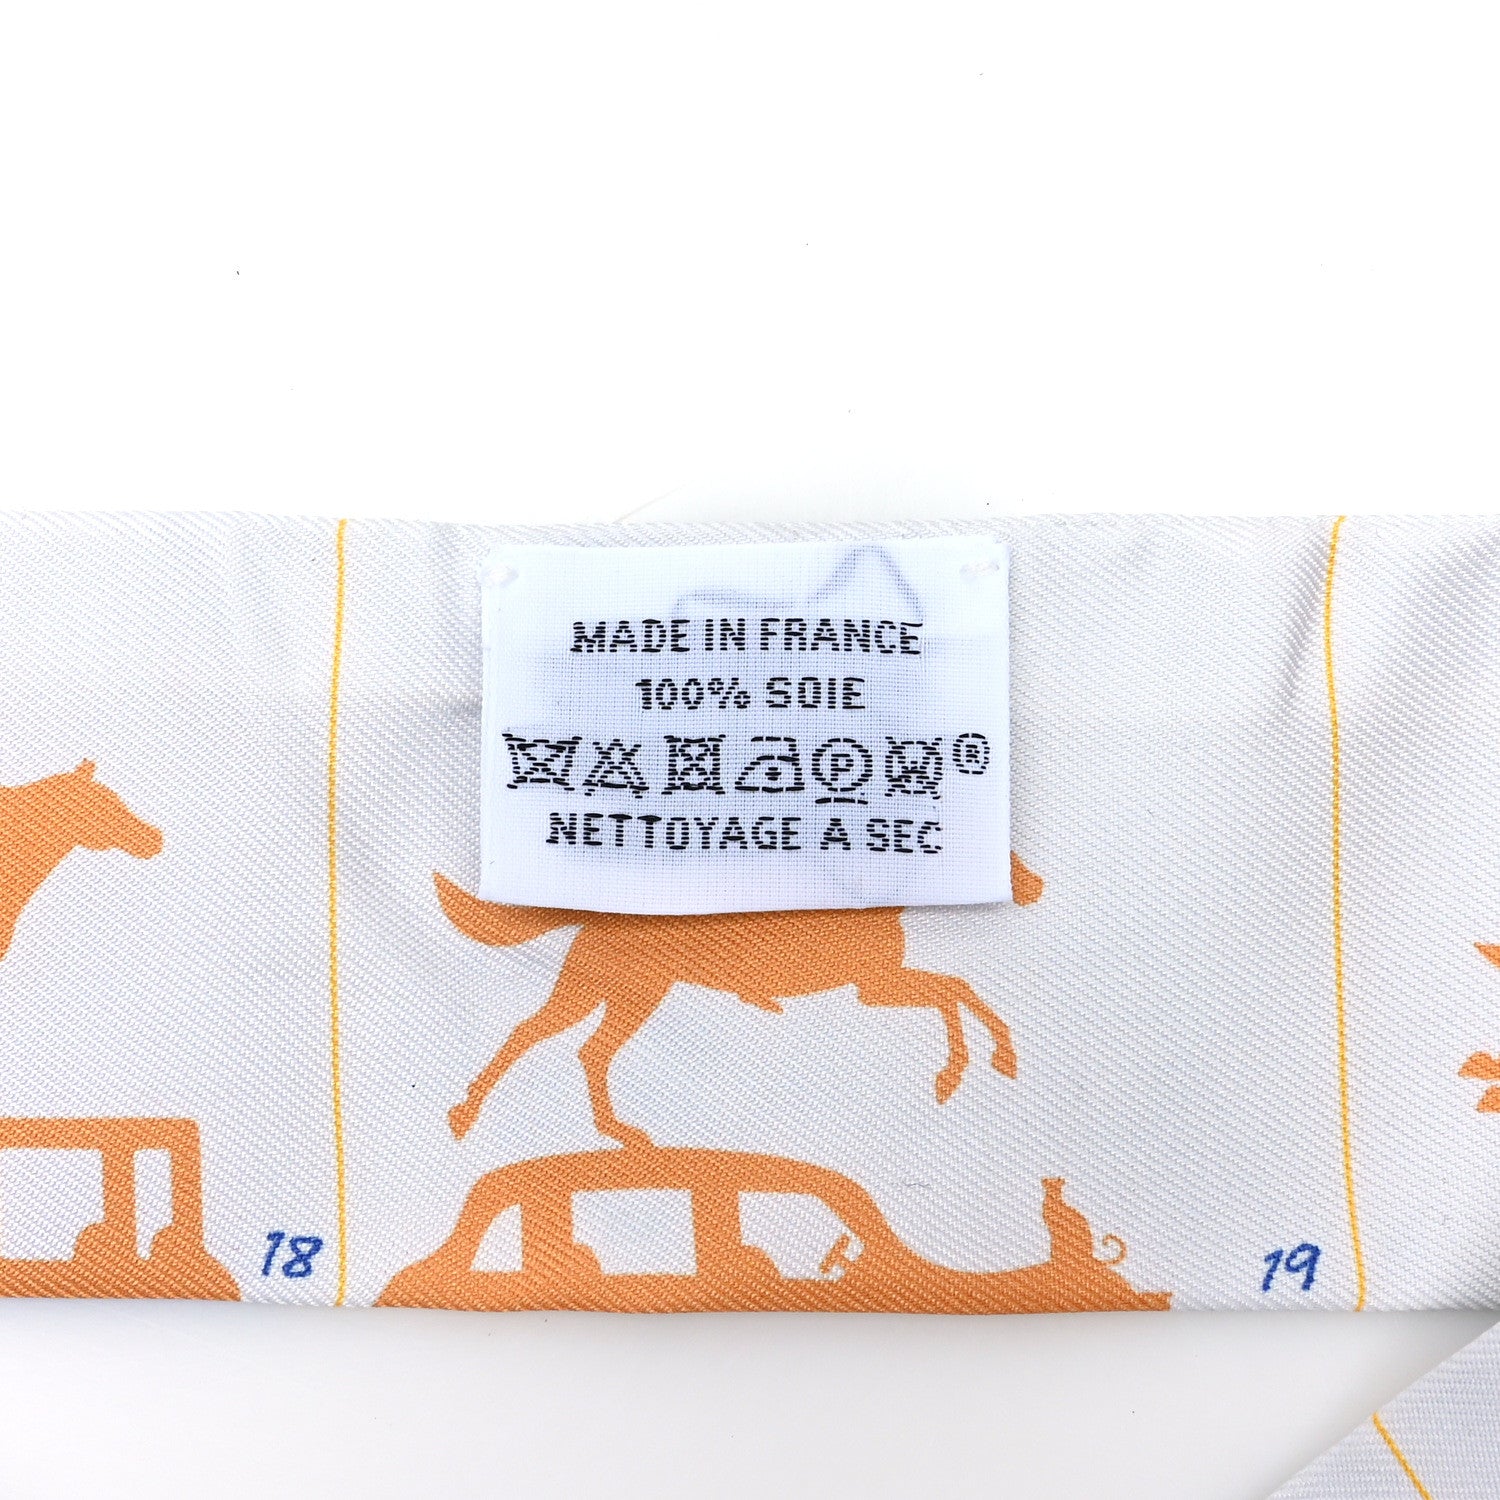 MADE IN FRANCE
100% SOIE
P W ®
NETTOYAGE A SEC
18
19